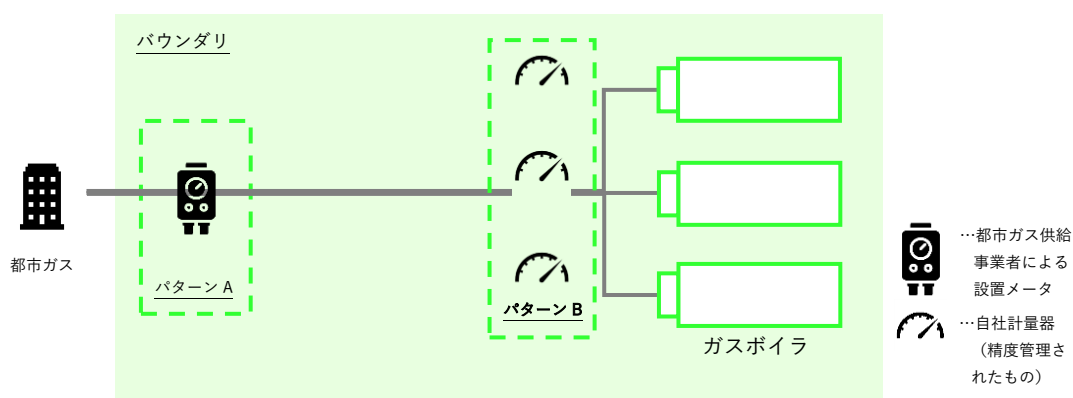 バウンダリ
都市ガス
パターン A
パターン B
ガスボイラ
…都市ガス供給
事業者による
設置メータ
…自社計量器
（精度管理さ
れたもの）